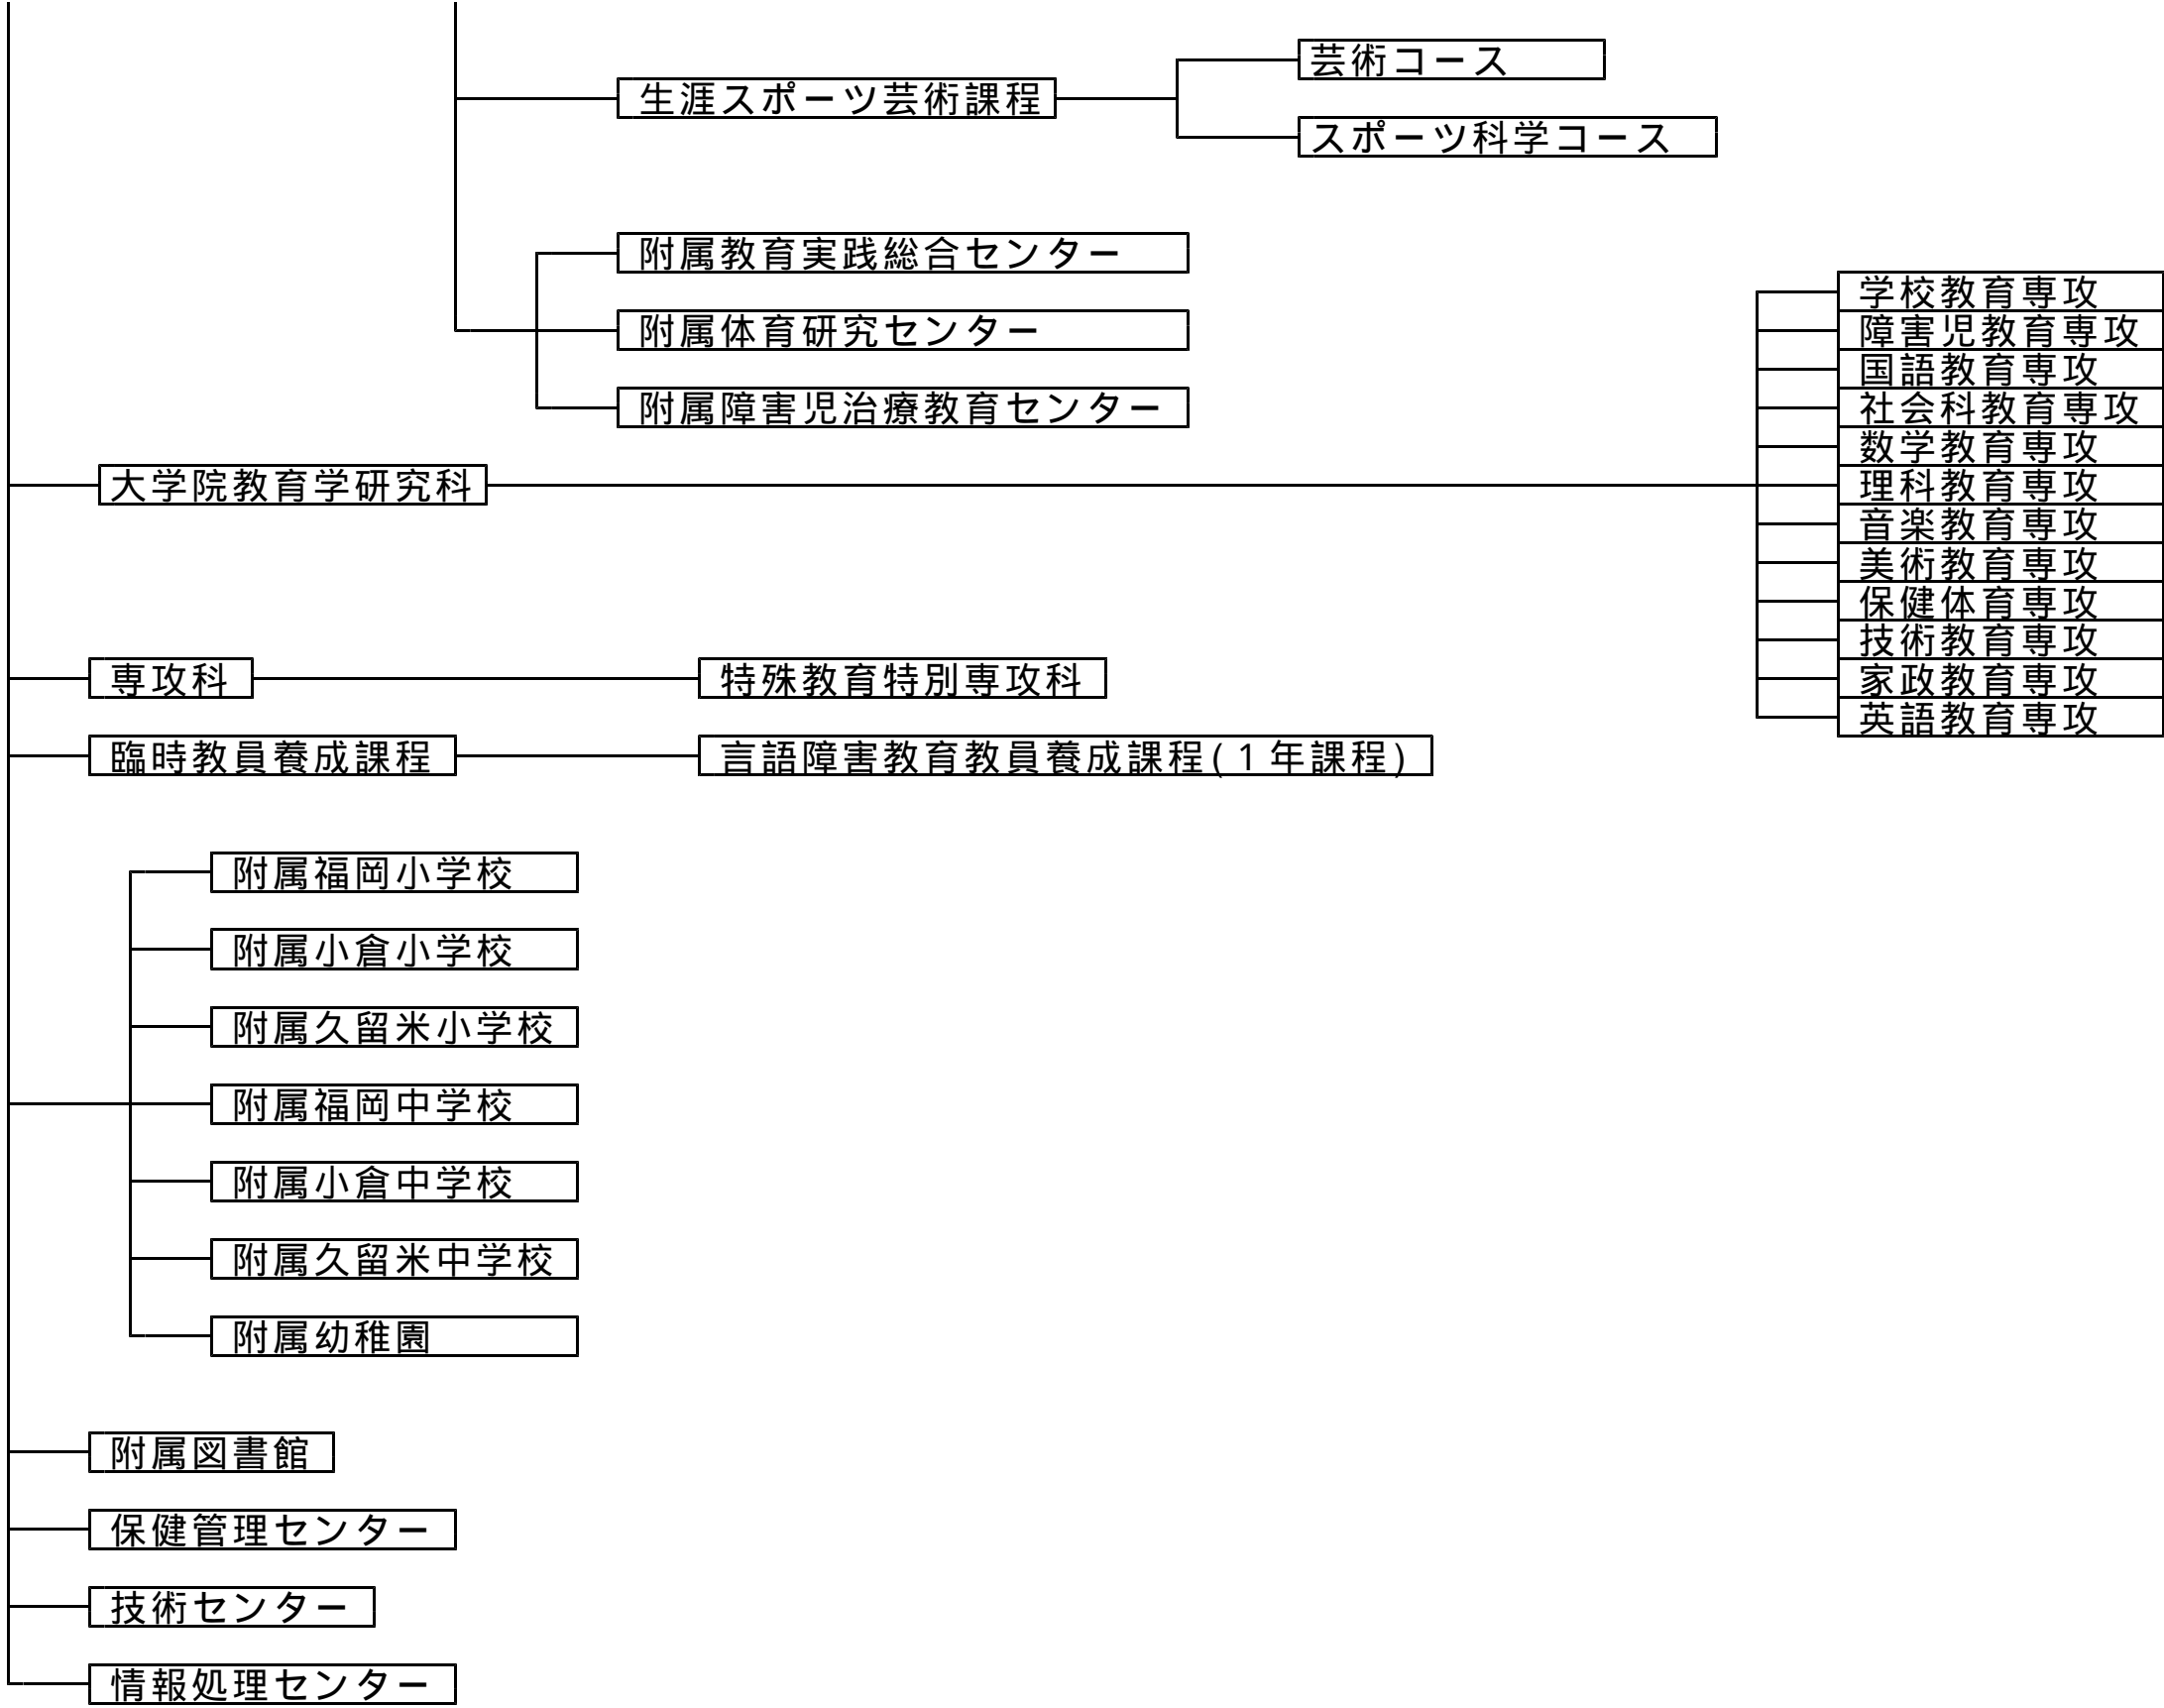 芸術コース
生涯スポーツ芸術課程
スポーツ科学コース
附属教育実践総合センター
附属体育研究センター
附属障害児治療教育センター
大学院教育学研究科
学校教育専攻
障害児教育専攻
国語教育専攻
社会科教育専攻
数学教育専攻
理科教育専攻
音楽教育専攻
美術教育専攻
保健体育専攻
技術教育専攻
家政教育専攻
英語教育専攻
専攻科
特殊教育特別専攻科
臨時教員養成課程
言語障害教育教員養成課程(１年課程)
附属福岡小学校
附属小倉小学校
附属久留米小学校
附属福岡中学校
附属小倉中学校
附属久留米中学校
附属幼稚園
附属図書館
保健管理センター
技術センター
情報処理センター